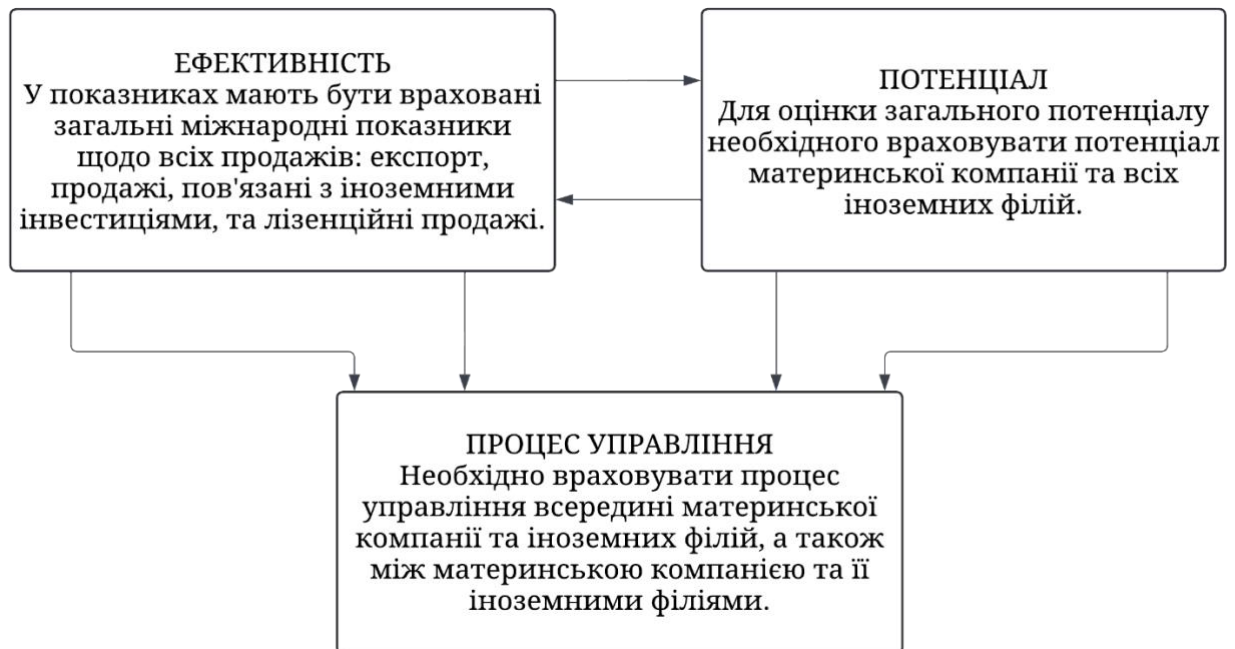 ЕФЕКТИВНІСТЬ
У показниках мають бути враховані
загальні міжнародні показники
щодо всіх продажів: експорт,
продажі, пов'язані з іноземними
інвестиціями, та лізенційні продажі.
ПОТЕНЦІАЛ
Для оцінки загального потенціалу
необхідного враховувати потенціал
материнської компанії та всіх
іноземних філій.
ПРОЦЕС УПРАВЛІННЯ
Необхідно враховувати процес
управління всередині материнської
компанії та іноземних філій, а також
між материнською компанією та її
іноземними філіями.